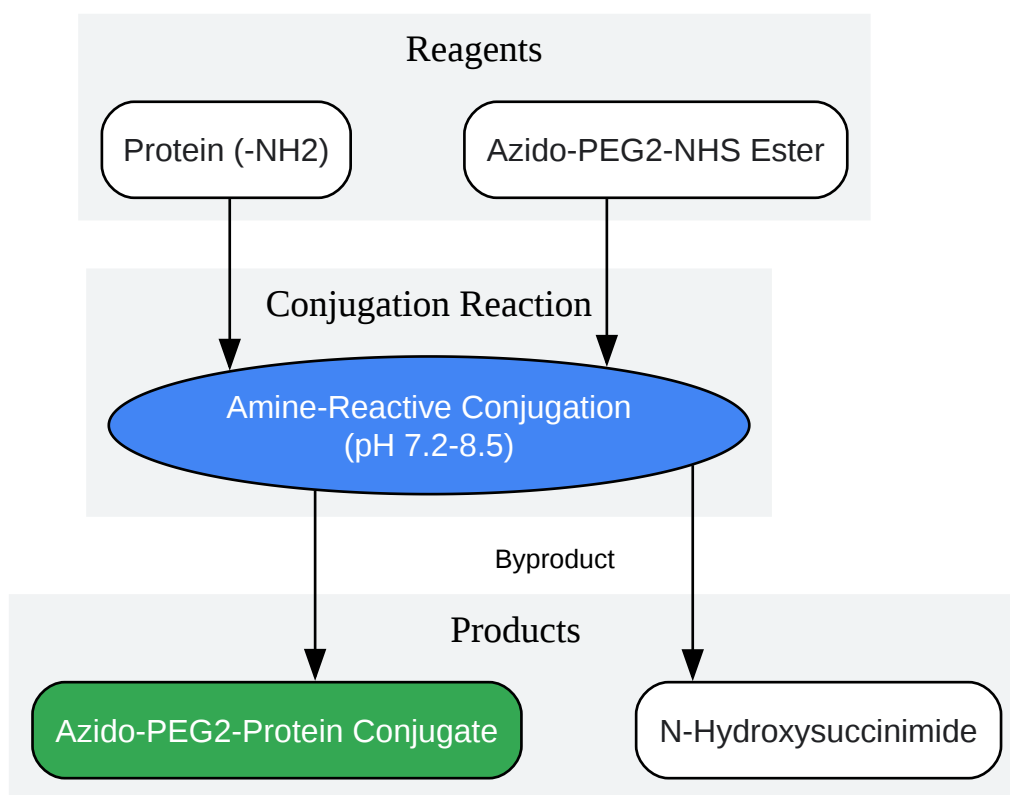 Reagents
Protein (-NH2)
Azido-PEG2-NHS Ester
Conjugation Reaction
Amine-Reactive Conjugation
(pH 7.2-8.5)
Byproduct
Products
Azido-PEG2-Protein Conjugate
N-Hydroxysuccinimide